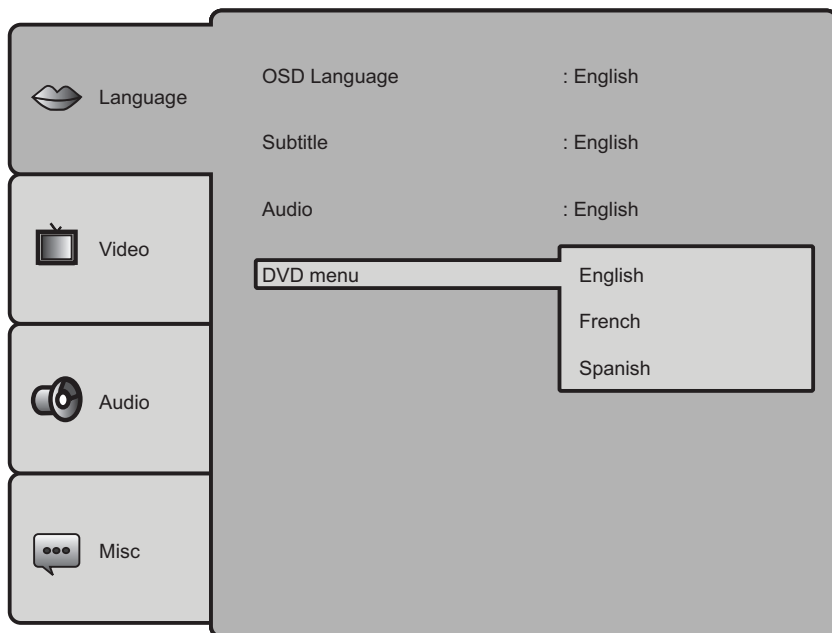 Language
OSD Language : English
Subtitle : English
Audio : English
Video
DVD menu
English
French
Spanish
Audio
Misc